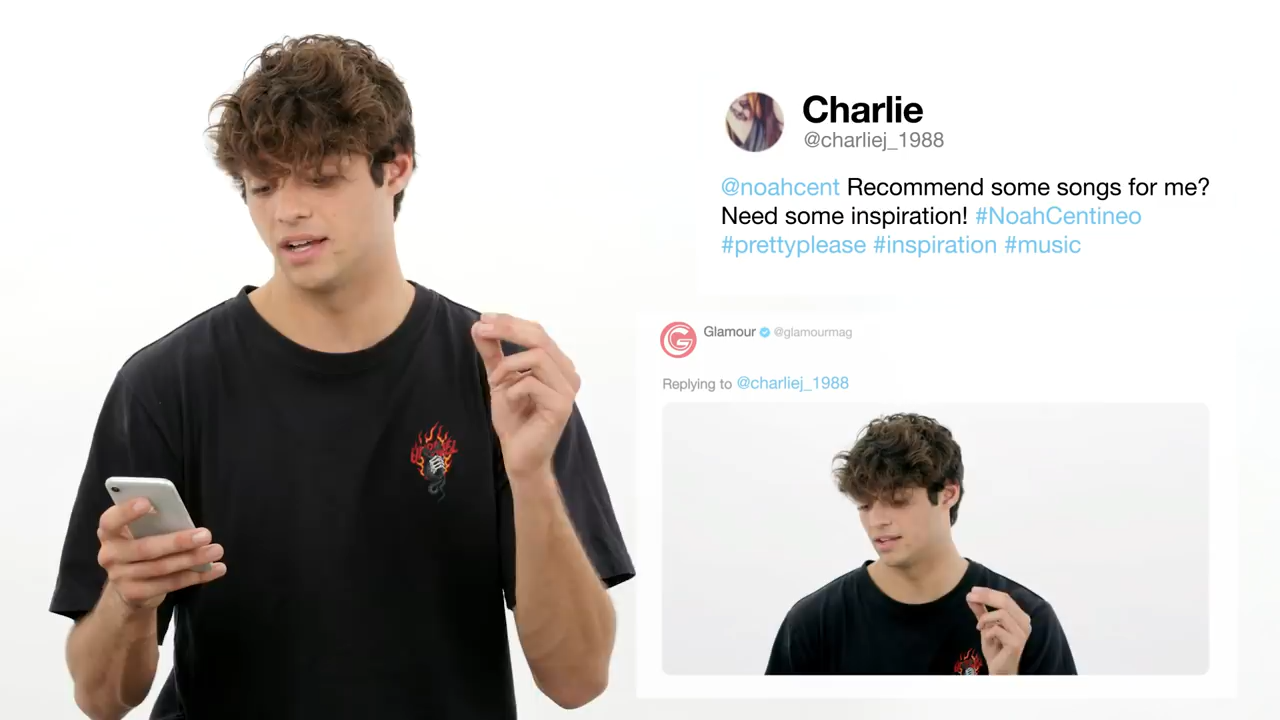 Charlie
@charliej_1988
@noahcent Recommend some songs for me?
Need some inspiration! #NoahCentineo
#prettyplease #inspiration #music
G
Glamour @glamourmag
Replying to @charliej_1988